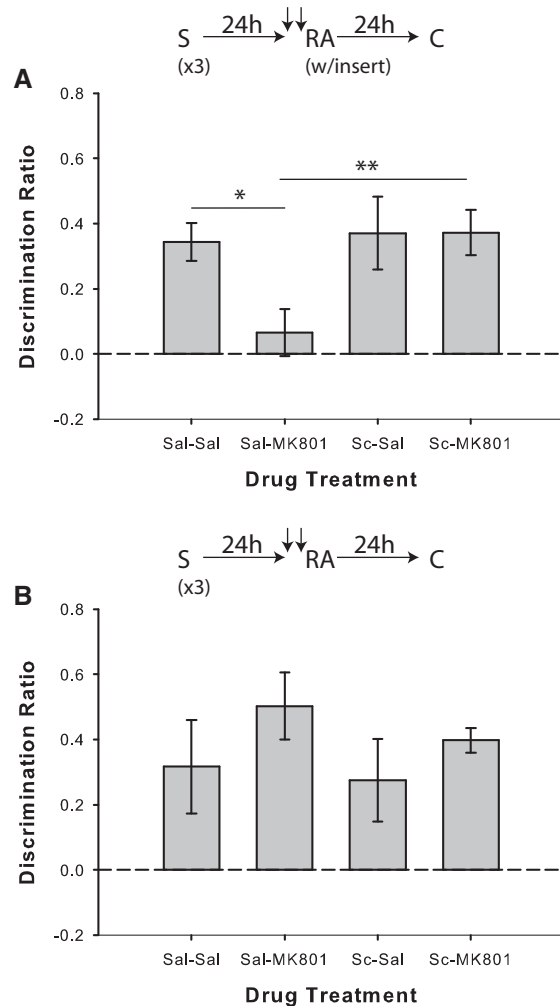 S 24h RA 24h C
(x3) (w/insert)
A
0.8
0.6
0.4
0.2
0.0
-0.2
Discrimination Ratio
*
**
Sal-Sal Sal-MK801 Sc-Sal Sc-MK801
Drug Treatment
S 24h RA 24h C
(x3)
B
0.8
0.6
0.4
0.2
0.0
-0.2
Discrimination Ratio
Sal-Sal Sal-MK801 Sc-Sal Sc-MK801
Drug Treatment